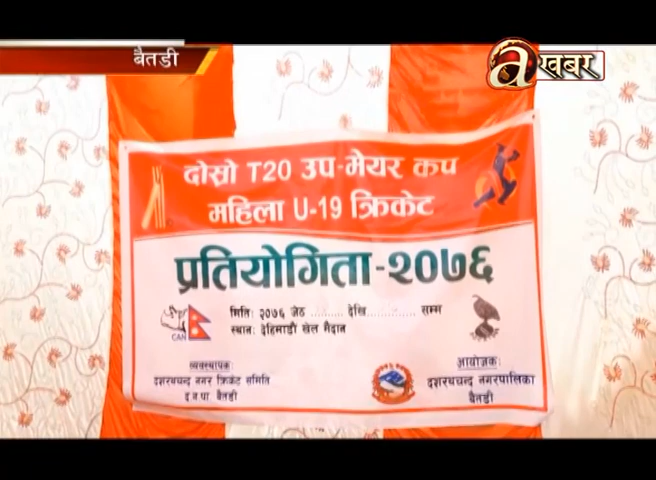 बैतडी
a खबर
दोस्रो T20 उप-मेयर कप
महिला U-19 क्रिकेट
प्रतियोगिता-२०७६
मिति: २०७६ जेठ ......... देखि ............. सम्म
स्थान: देहिमाडौ खेल मैदान
CAN
व्यवस्थापक:
दशरथचन्द नगर क्रिकेट समिति
द.न.पा. बैतडी
आयोजक:
दशरथचन्द नगरपालिका
बैतडी